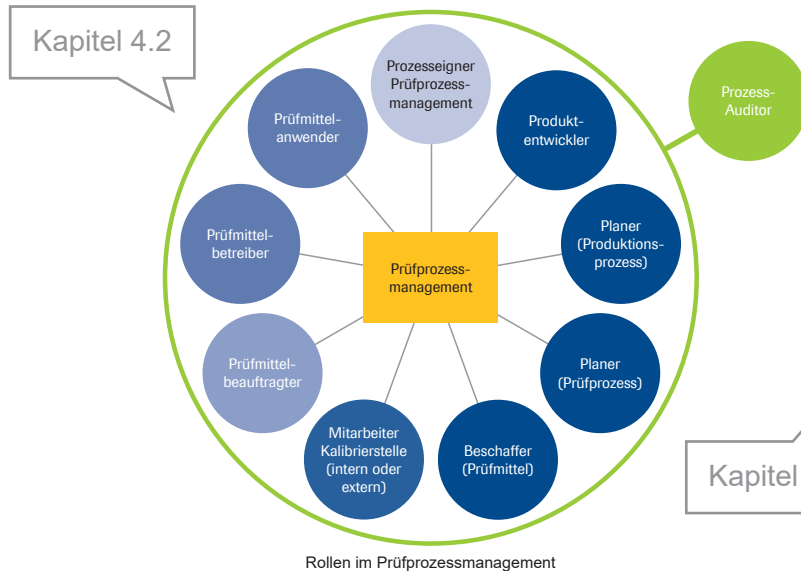 Kapitel 4.2
Prozesseigner
Prüfprozess-
management
Produkt-
entwickler
Prozess-
Auditor
Prüfmittel-
anwender
Prüfmittel-
betreiber
Prüfprozess-
management
Planer
(Produktions-
prozess)
Prüfmittel-
beauftragter
Planer
(Prüfprozess)
Mitarbeiter
Kalibrierstelle
(intern oder
extern)
Beschaffer
(Prüfmittel)
Kapitel
Rollen im Prüfprozessmanagement